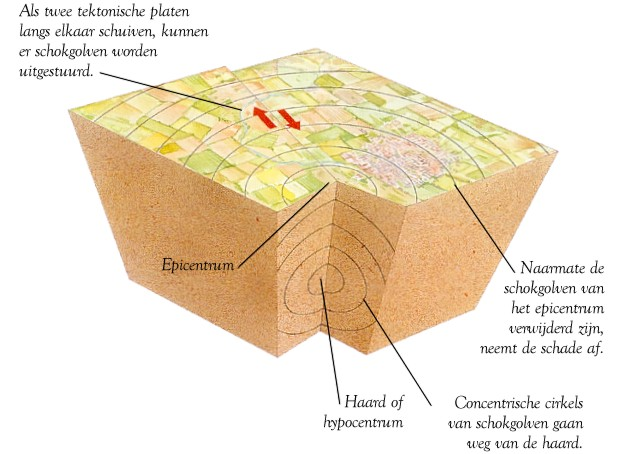 Als twee tektonische platen
langs elkaar schuiven, kunnen
er schokgolven worden
uitgestuurd.
Epicentrum
Naarmate de
schokgolven van
het epicentrum
verwijderd zijn,
neemt de schade af.
Haard of
hypocentrum
Concentrische cirkels
van schokgolven gaan
weg van de haard.